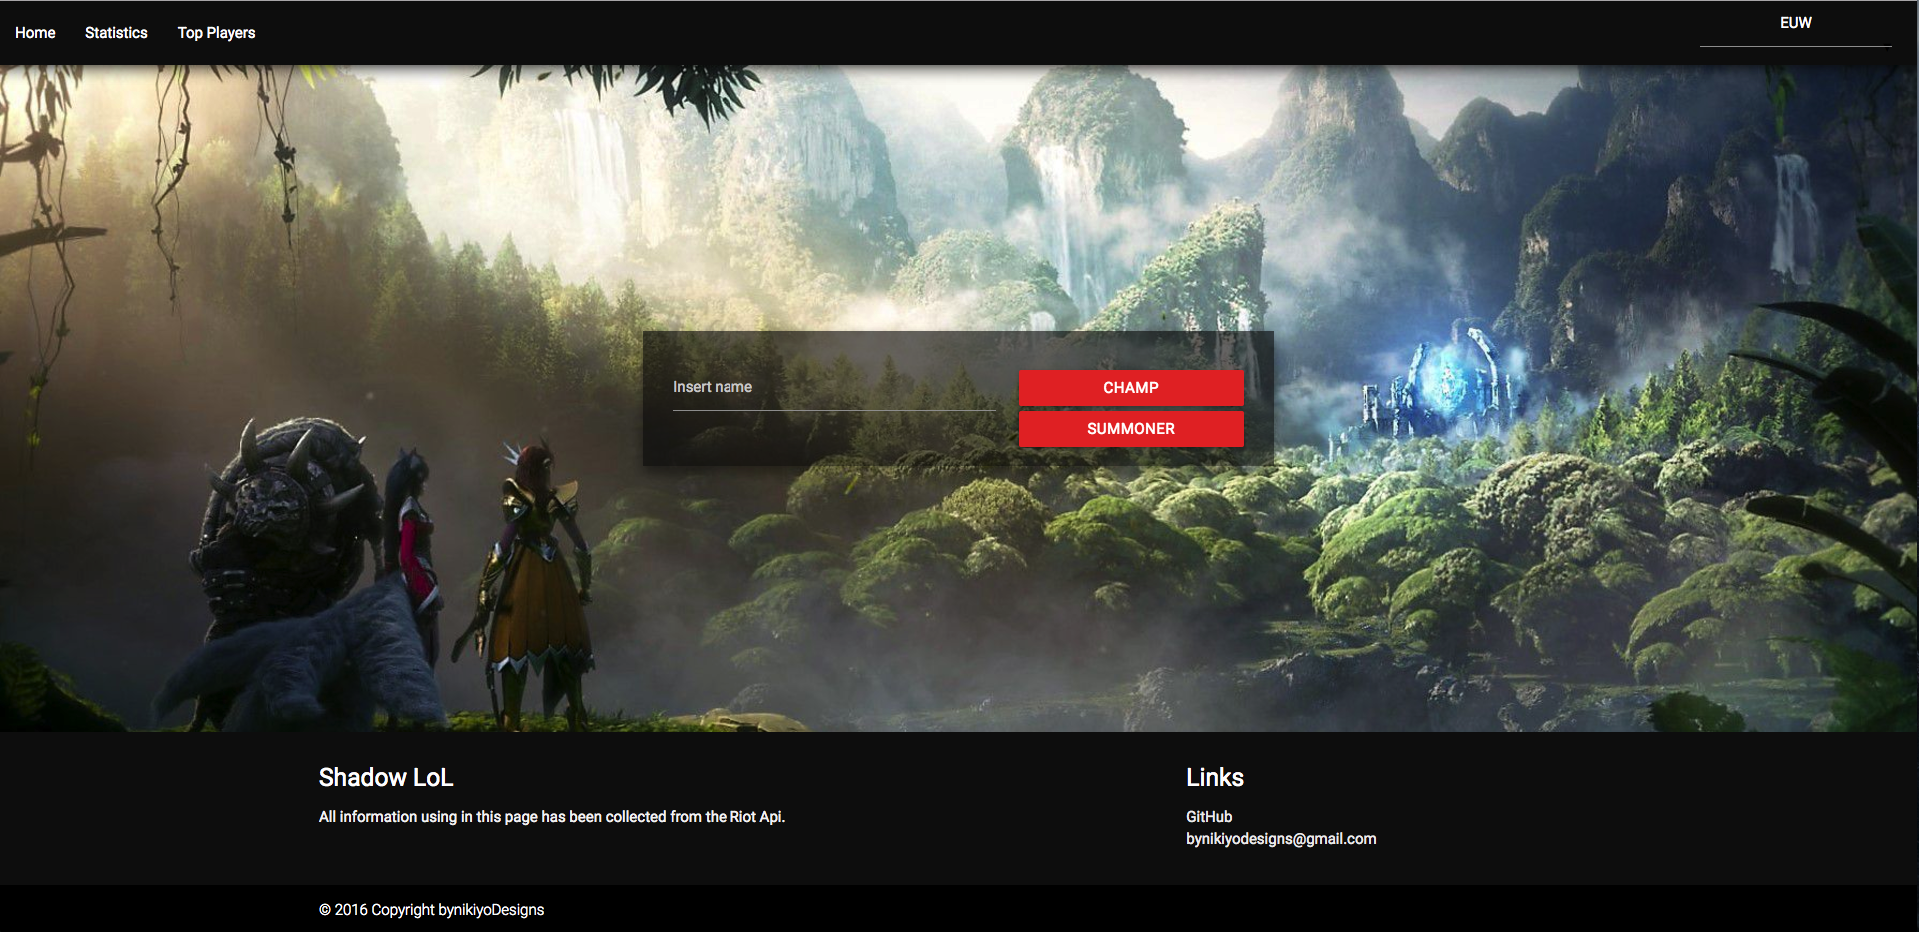 Home
Statistics
Top Players
EUW
Insert name
CHAMP
SUMMONER
Shadow LoL
All information using in this page has been collected from the Riot Api.
Links
GitHub
bynikiyodesigns@gmail.com
© 2016 Copyright bynikiyoDesigns